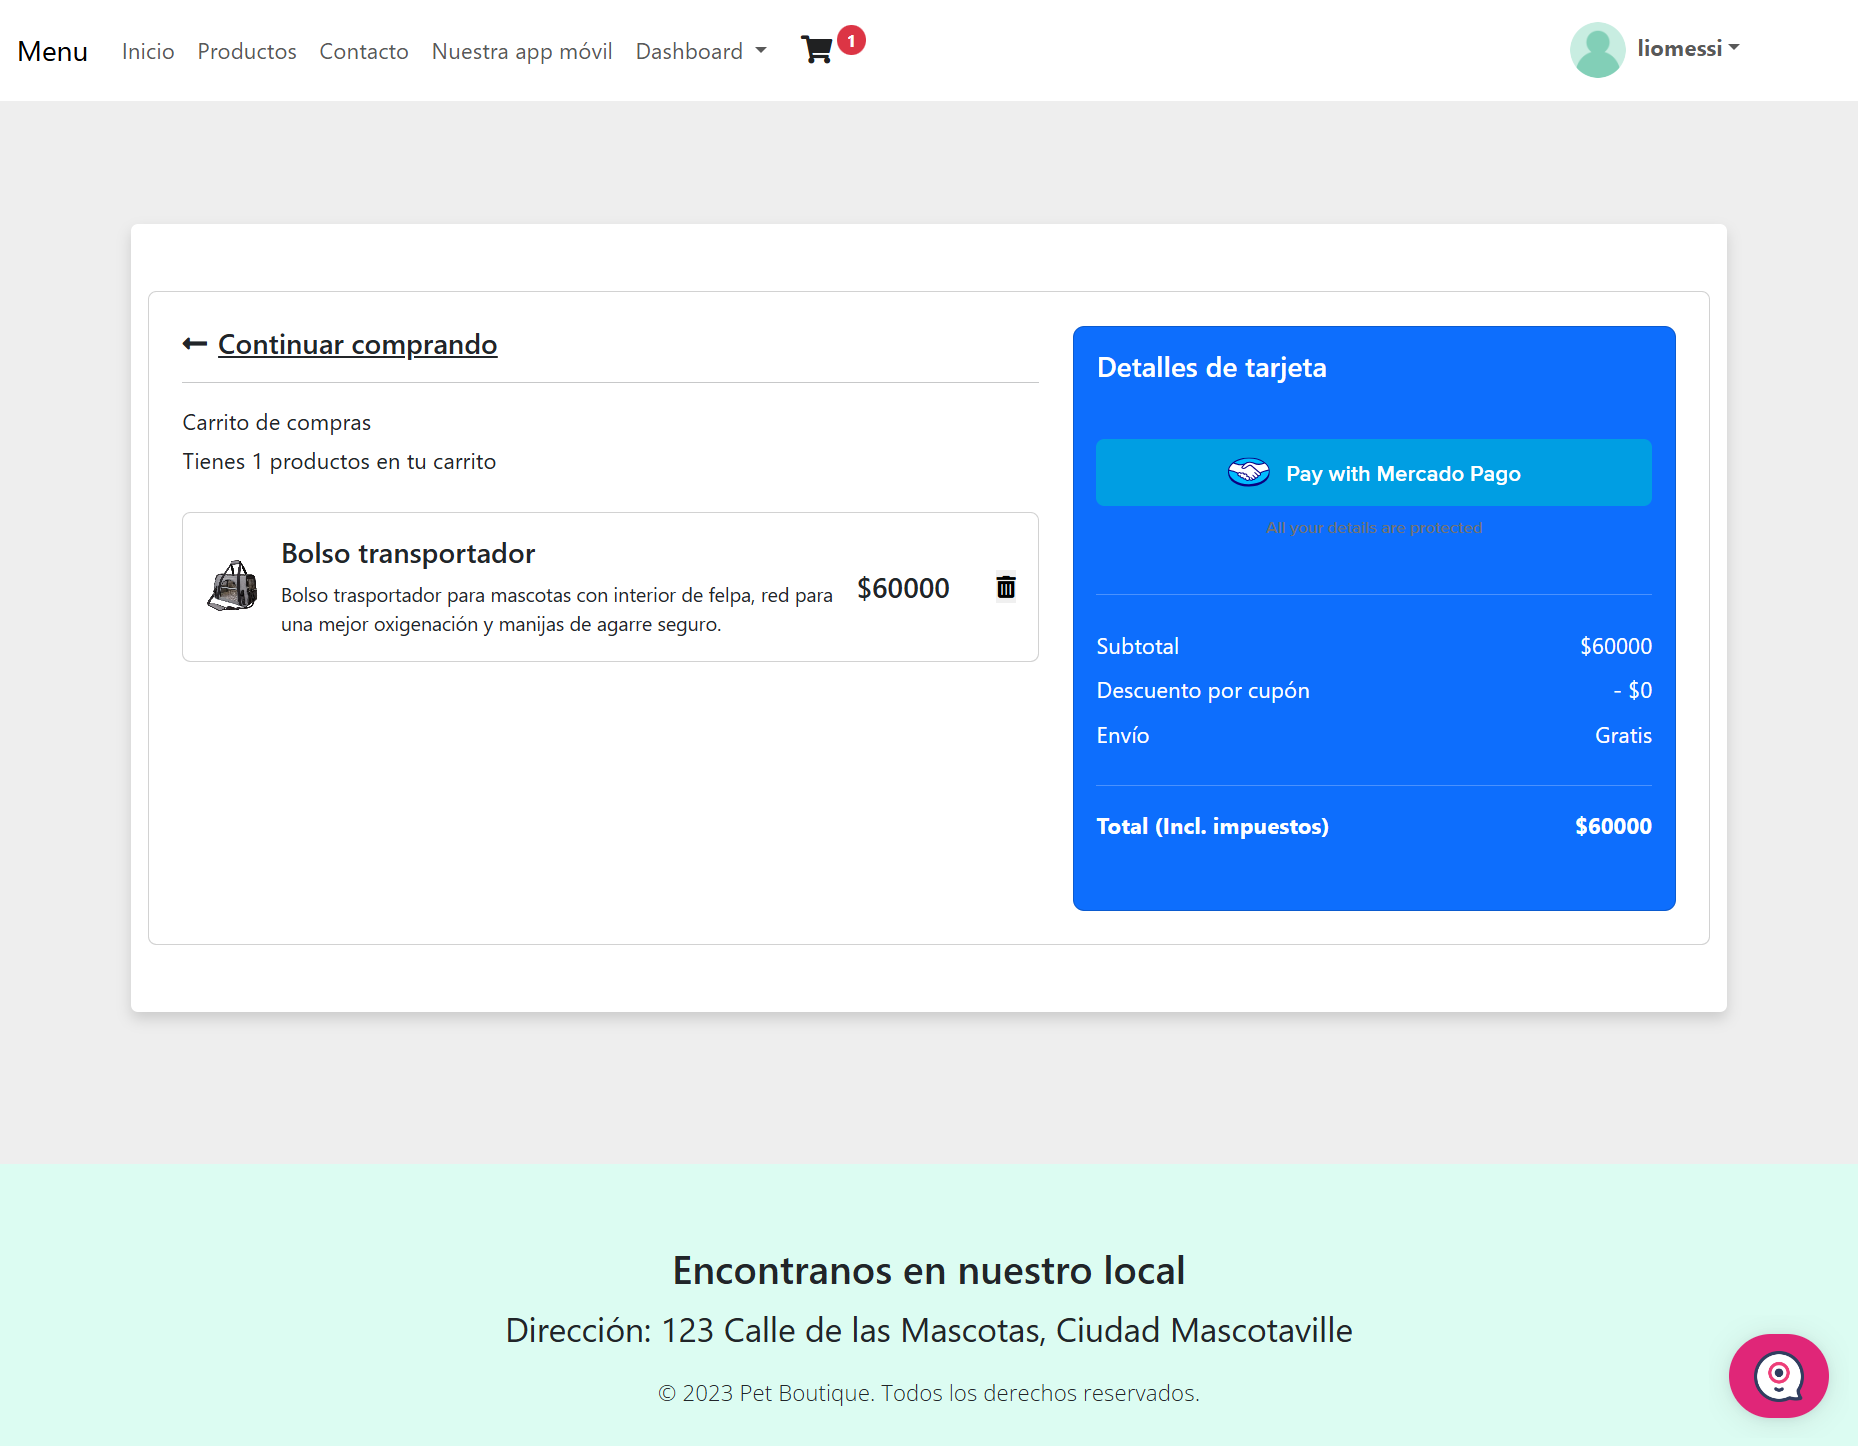 Menu Inicio Productos Contacto Nuestra app móvil Dashboard 1 liomessi
Continuar comprando
Carrito de compras
Tienes 1 productos en tu carrito
Bolso transportador
Bolso trasportador para mascotas con interior de felpa, red para
una mejor oxigenación y manijas de agarre seguro.
$60000
Detalles de tarjeta
Pay with Mercado Pago
All your details are protected
Subtotal $60000
Descuento por cupón - $0
Envío Gratis
Total (Incl. impuestos) $60000
Encontranos en nuestro local
Dirección: 123 Calle de las Mascotas, Ciudad Mascotaville
© 2023 Pet Boutique. Todos los derechos reservados.